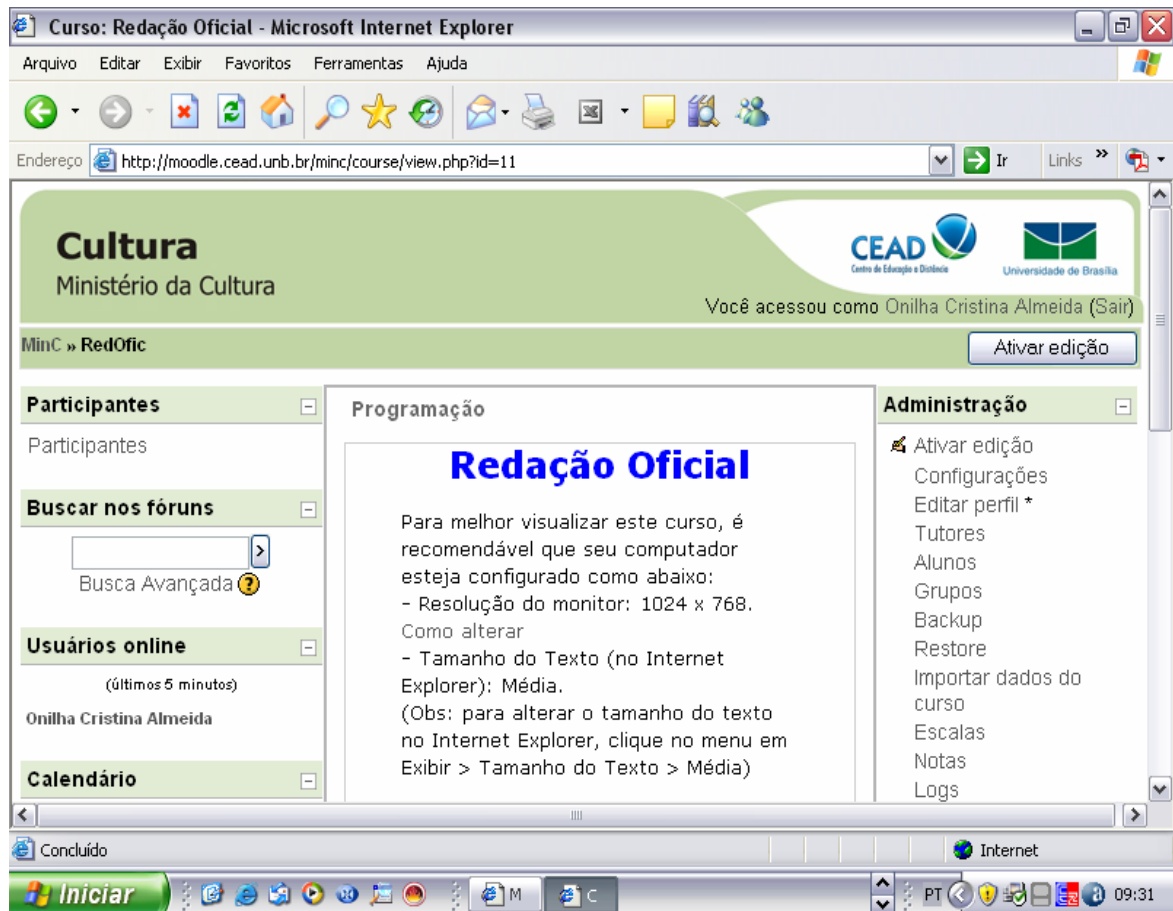 Curso: Redação Oficial - Microsoft Internet Explorer
Arquivo Editar Exibir Favoritos Ferramentas Ajuda
Endereço http://moodle.cead.unb.br/minc/course/view.php?id=11 Ir Links »
Cultura
Ministério da Cultura
CEAD
Centro de Educação a Distância
Universidade de Brasília
Você acessou como Onilha Cristina Almeida (Sair)
MinC » RedOfic
Ativar edição
Participantes
Participantes
Buscar nos fóruns
Busca Avançada ?
Usuários online
(últimos 5 minutos)
Onilha Cristina Almeida
Calendário
Programação
Redação Oficial
Para melhor visualizar este curso, é
recomendável que seu computador
esteja configurado como abaixo:
- Resolução do monitor: 1024 x 768.
Como alterar
- Tamanho do Texto (no Internet
Explorer): Média.
(Obs: para alterar o tamanho do texto
no Internet Explorer, clique no menu em
Exibir > Tamanho do Texto > Média)
Administração
Ativar edição
Configurações
Editar perfil *
Tutores
Alunos
Grupos
Backup
Restore
Importar dados do
curso
Escalas
Notas
Logs
Concluído
Internet
Iniciar
M
C
PT
09:31